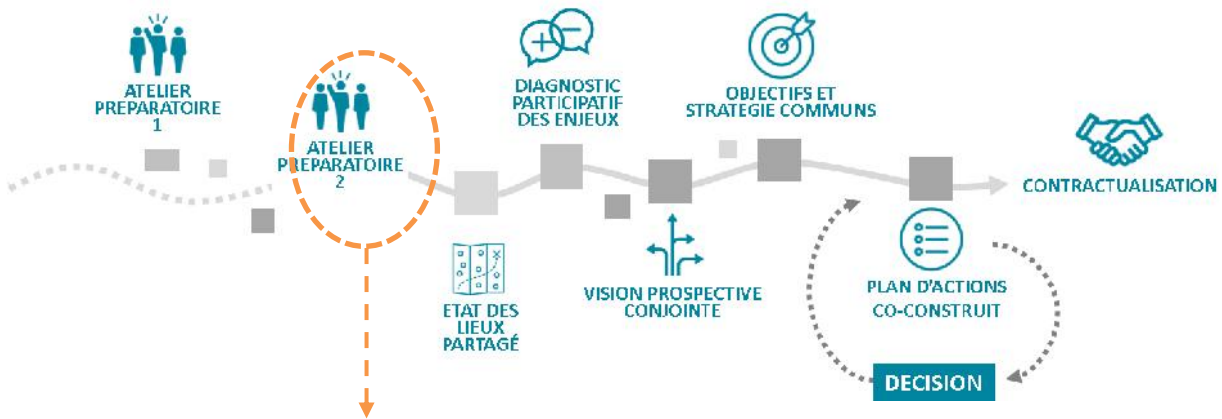 ATELIER
PREPARATOIRE
1
ATELIER
PREPARATOIRE
2
ETAT DES
LIEUX
PARTAGÉ
DIAGNOSTIC
PARTICIPATIF
DES ENJEUX
VISION PROSPECTIVE
CONJOINTE
OBJECTIFS ET
STRATEGIE COMMUNS
PLAN D'ACTIONS
CO-CONSTRUIT
DECISION
CONTRACTUALISATION